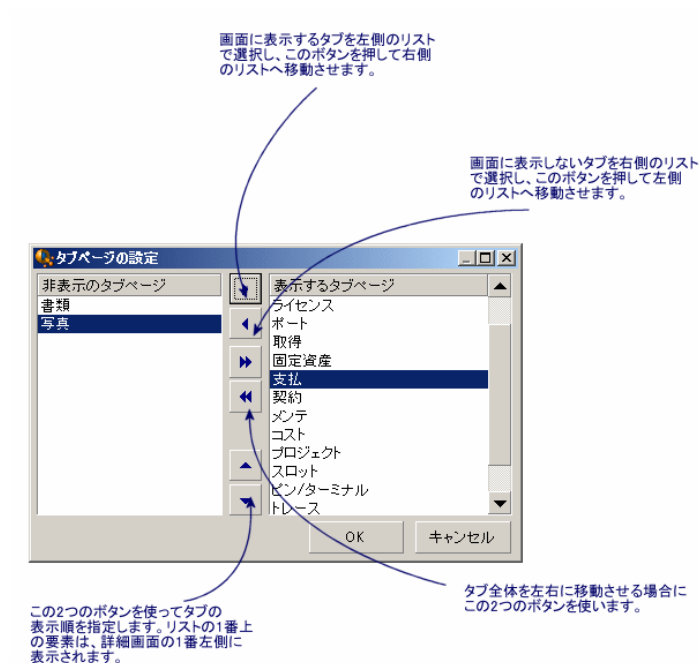 画面に表示するタブを左側のリスト
で選択し、このボタンを押して右側
のリストへ移動させます。
画面に表示しないタブを右側のリスト
で選択し、このボタンを押して左側
のリストへ移動させます。
タブページの設定
非表示のタブページ
書類
写真
表示するタブページ
ライセンス
ポート
取得
固定資産
支払
契約
メンテ
コスト
プロジェクト
スロット
ピン/ターミナル
トレース
OK
キャンセル
タブ全体を左右に移動させる場合に
この2つのボタンを使います。
この2つのボタンを使ってタブの
表示順を指定します。リストの1番上
の要素は、詳細画面の1番左側に
表示されます。